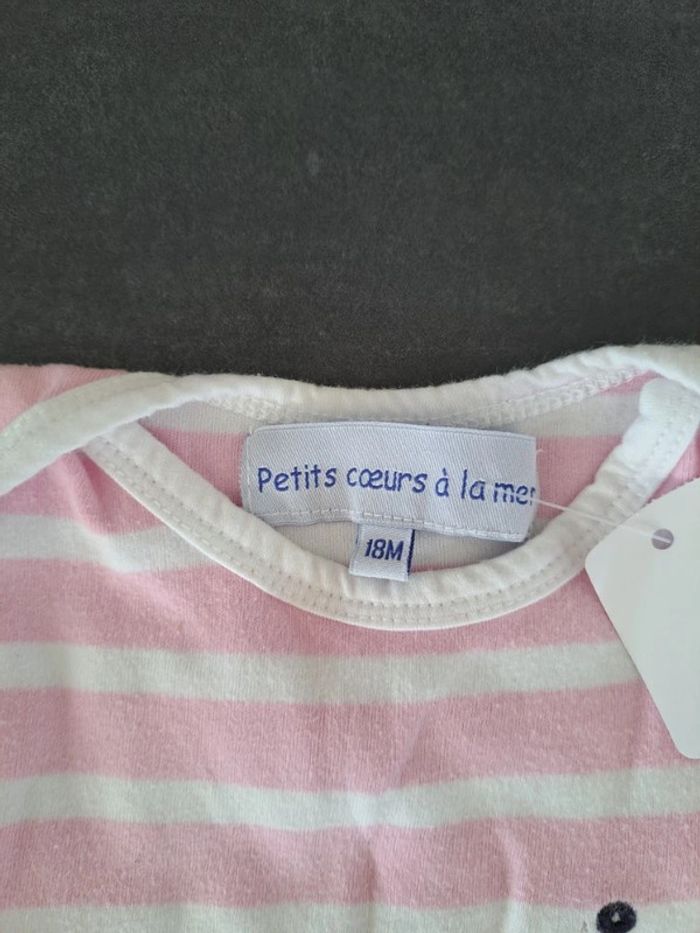 Petits cœurs à la mer
18M